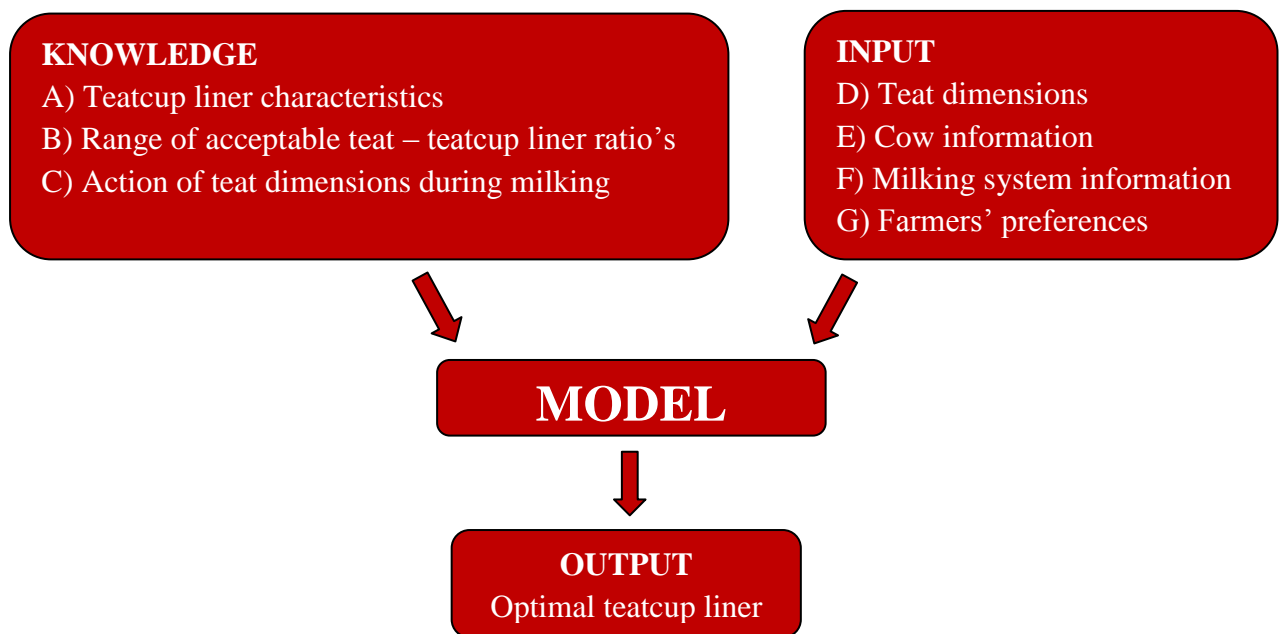 KNOWLEDGE
A) Teatcup liner characteristics
B) Range of acceptable teat – teatcup liner ratio’s
C) Action of teat dimensions during milking
INPUT
D) Teat dimensions
E) Cow information
F) Milking system information
G) Farmers’ preferences
MODEL
OUTPUT
Optimal teatcup liner